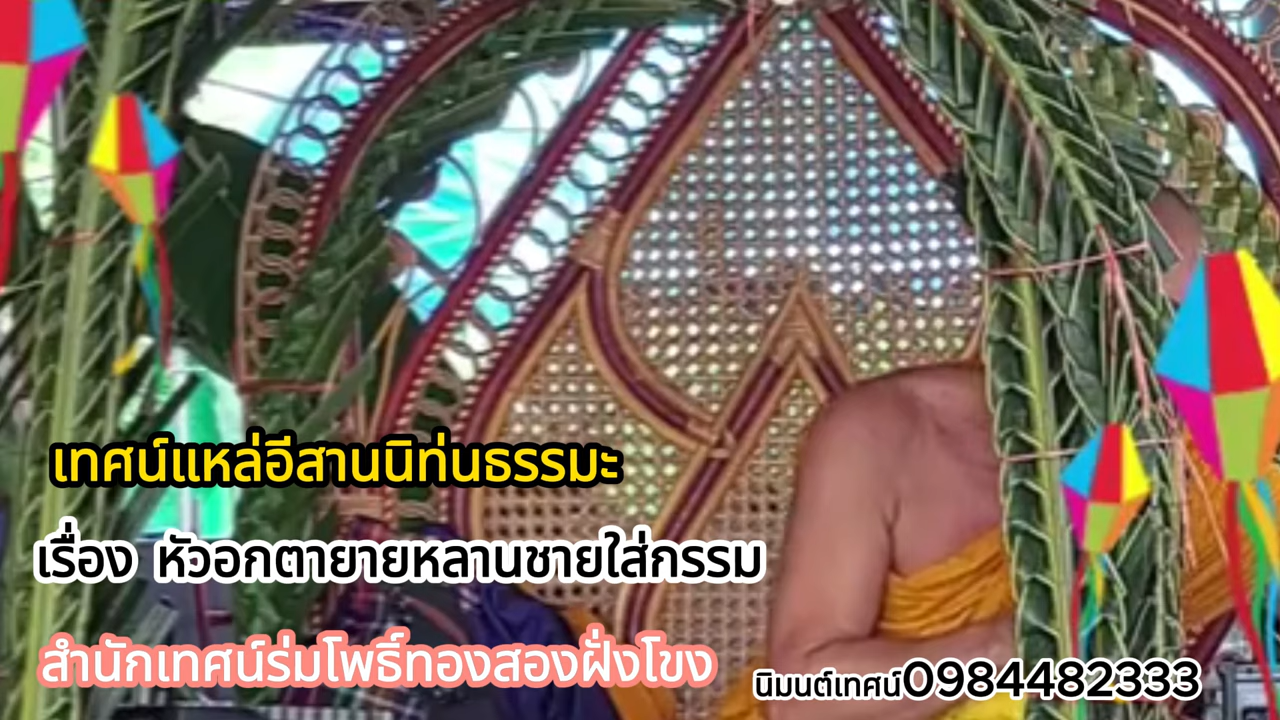 เทศน์แหล่อีสานนิท่นธรรมะ
เรื่อง หัวอกตายายหลานชายใส่กรรม
สำนักเทศน์ร่มโพธิ์ทองสองฝั่งโขง
นิมนต์เทศน์0984482333